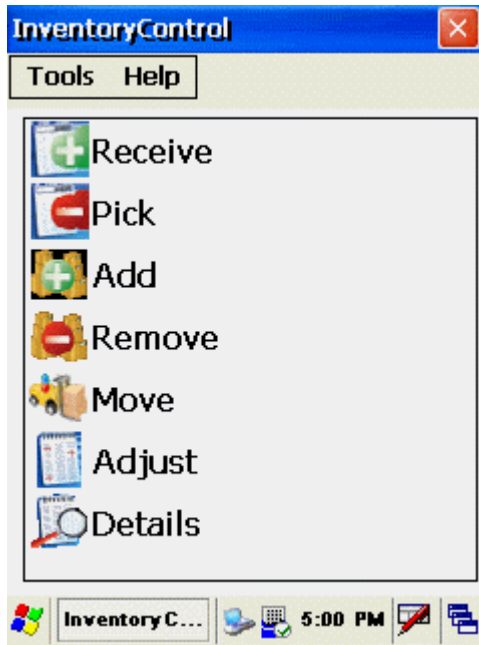 InventoryControl
Tools Help
Receive
Pick
Add
Remove
Move
Adjust
Details
Inventory C... 5:00 PM